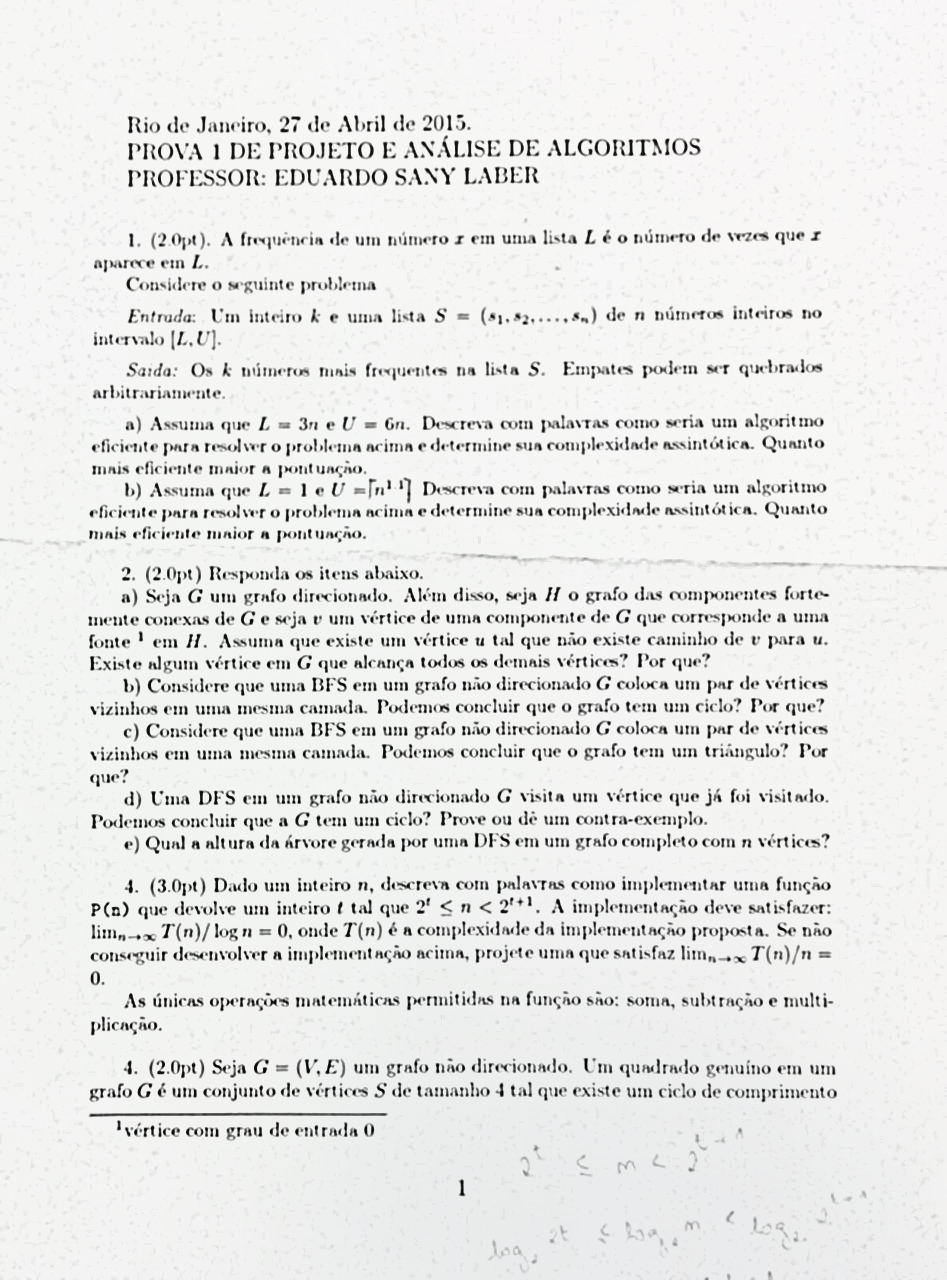 Rio de Janeiro, 27 de Abril de 2015.
PROVA 1 DE PROJETO E ANÁLISE DE ALGORITMOS
PROFESSOR: EDUARDO SANY LABER
1. (2.0pt). A frequência de um número x em uma lista L é o número de vezes que x
aparece em L.
Considere o seguinte problema
Entrada: Um inteiro k e uma lista S = (s₁, s₂, . . . , sₙ) de n números inteiros no
intervalo [L, U].
Saida: Os k números mais frequentes na lista S. Empates podem ser quebrados
arbitrariamente.
a) Assuma que L = 3n e U = 6n. Descreva com palavras como seria um algoritmo
eficiente para resolver o problema acima e determine sua complexidade assintótica. Quanto
mais eficiente maior a pontuação.
b) Assuma que L = 1 e U =⌈n¹·¹⌉ Descreva com palavras como seria um algoritmo
eficiente para resolver o problema acima e determine sua complexidade assintótica. Quanto
mais eficiente maior a pontuação.
2. (2.0pt) Responda os itens abaixo.
a) Seja G um grafo direcionado. Além disso, seja H o grafo das componentes forte-
mente conexas de G e seja v um vértice de uma componente de G que corresponde a uma
fonte ¹ em H. Assuma que existe um vértice u tal que não existe caminho de v para u.
Existe algum vértice em G que alcança todos os demais vértices? Por que?
b) Considere que uma BFS em um grafo não direcionado G coloca um par de vértices
vizinhos em uma mesma camada. Podemos concluir que o grafo tem um ciclo? Por que?
c) Considere que uma BFS em um grafo não direcionado G coloca um par de vértices
vizinhos em uma mesma camada. Podemos concluir que o grafo tem um triângulo? Por
que?
d) Uma DFS em um grafo não direcionado G visita um vértice que já foi visitado.
Podemos concluir que a G tem um ciclo? Prove ou dê um contra-exemplo.
e) Qual a altura da árvore gerada por uma DFS em um grafo completo com n vértices?
4. (3.0pt) Dado um inteiro n, descreva com palavras como implementar uma função
P(n) que devolve um inteiro t tal que 2ᵗ ≤ n < 2ᵗ⁺¹. A implementação deve satisfazer:
limₙ→∞ T(n)/ log n = 0, onde T(n) é a complexidade da implementação proposta. Se não
conseguir desenvolver a implementação acima, projete uma que satisfaz limₙ→∞ T(n)/n =
0.
As únicas operações matemáticas permitidas na função são: soma, subtração e multi-
plicação.
4. (2.0pt) Seja G = (V, E) um grafo não direcionado. Um quadrado genuíno em um
grafo G é um conjunto de vértices S de tamanho 4 tal que existe um ciclo de comprimento
¹vértice com grau de entrada 0
2ᵗ ≤ n < 2ᵗ⁺¹
1
log₂ 2ᵗ ≤ log₂ n < log₂ 2ᵗ⁺¹